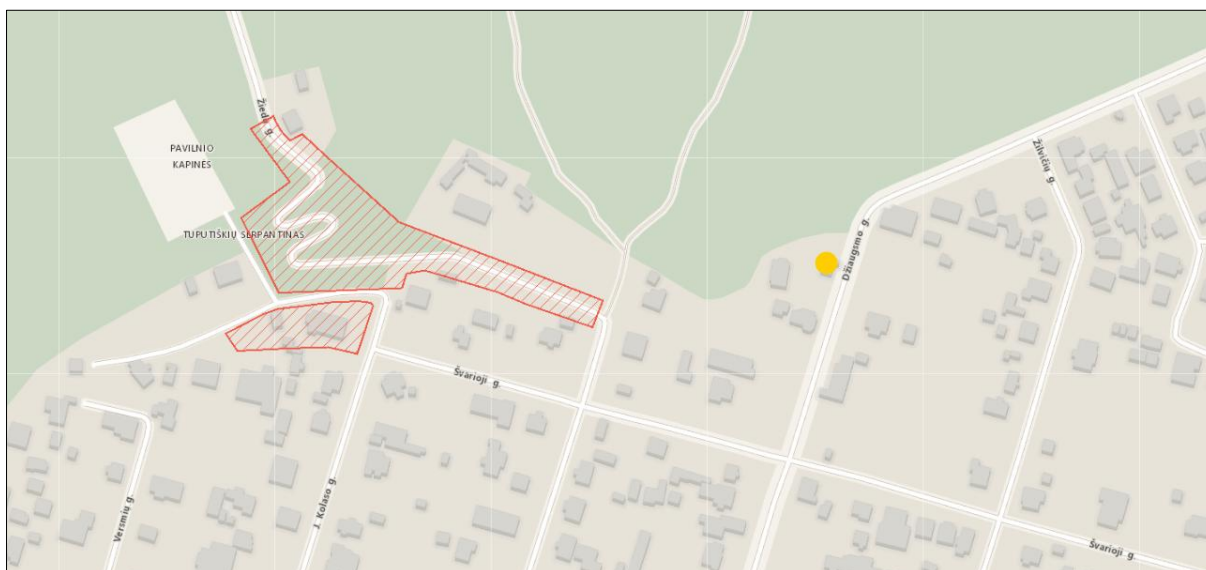 Žiedo g.
PAVILNIO
KAPINĖS
TUPUTIŠKIŲ SERPANTINAS
Džiaugsmo g.
Žilvičių g.
Švarioji g.
J. Kolaso g.
Versmių g.
Švarioji g.